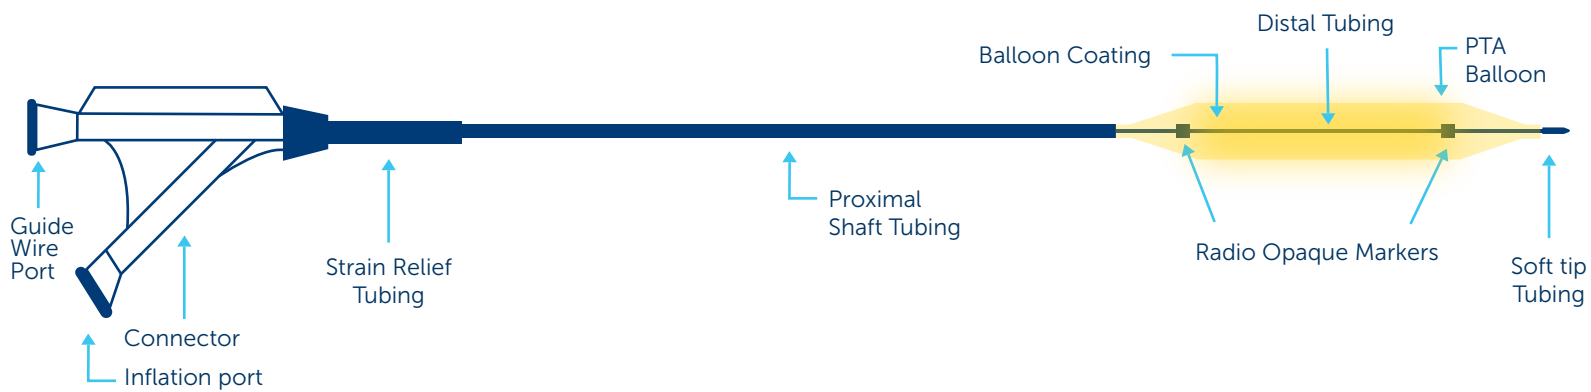 Distal Tubing
Balloon Coating
PTA
Balloon
Guide
Wire
Port
Proximal
Shaft Tubing
Radio Opaque Markers
Strain Relief
Tubing
Soft tip
Tubing
Connector
Inflation port